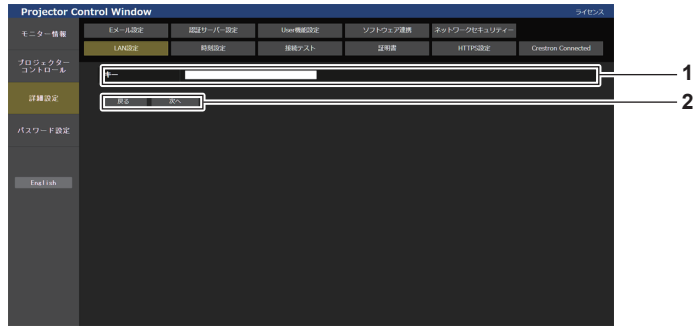 Projector Control Window
ライセンス
モニター情報
Eメール設定
認証サーバー設定
User機能設定
ソフトウェア連携
ネットワークセキュリティー
LAN設定
時刻設定
接続テスト
証明書
HTTPS設定
Crestron Connected
プロジェクター
コントロール
キー
1
詳細設定
戻る
次へ
2
パスワード設定
English